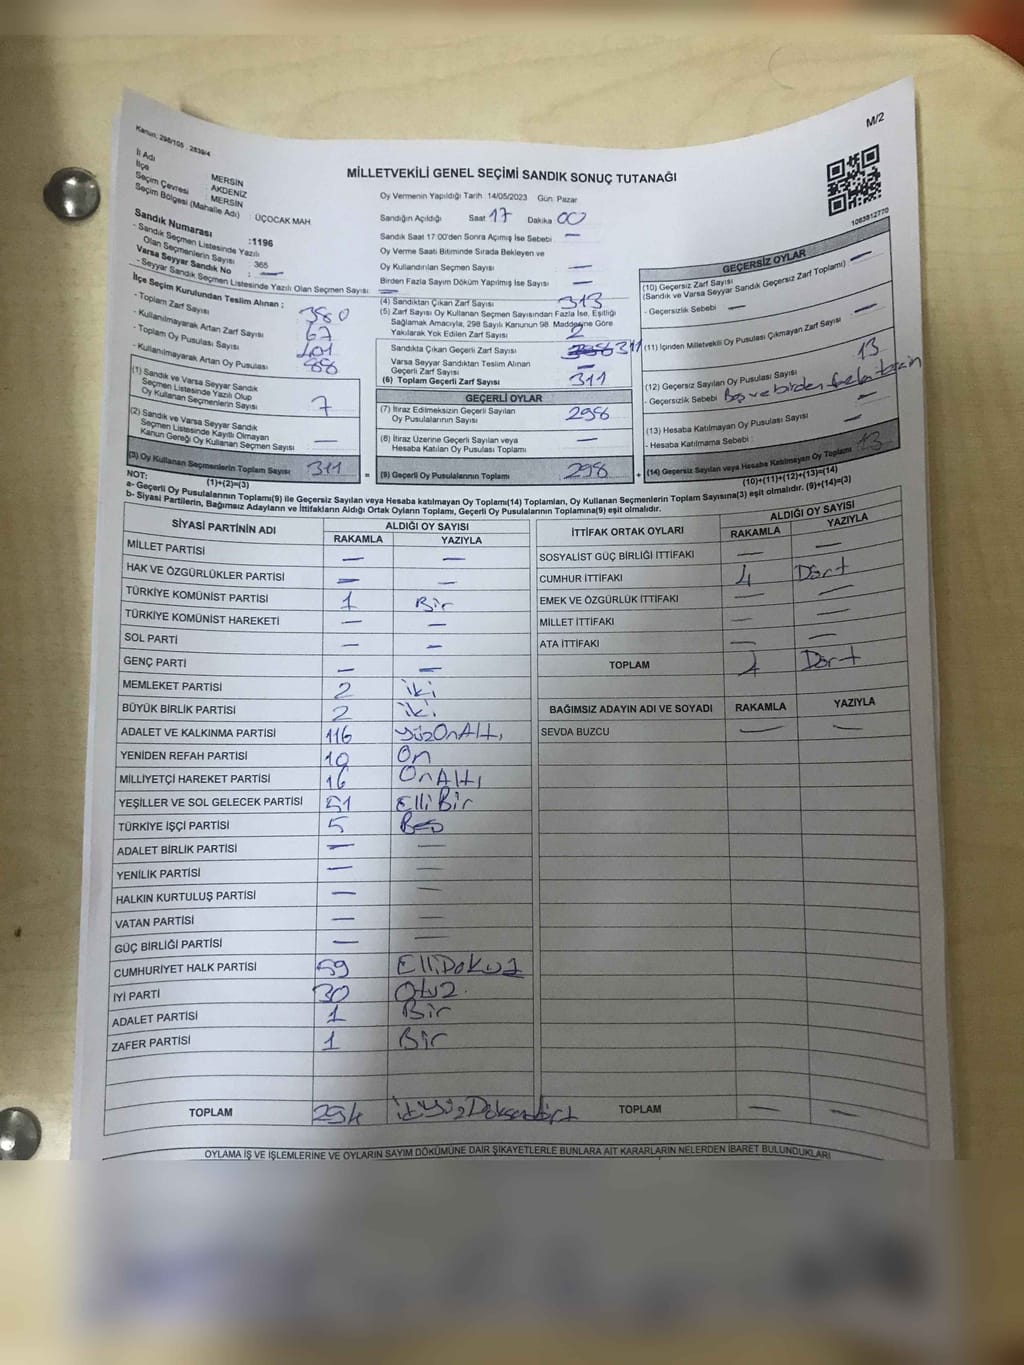 Kanun: 298/105 - 2839/4
M/2
İl Adı : MERSİN
İlçe : AKDENİZ
Seçim Çevresi : MERSİN
Seçim Bölgesi (Mahalle Adı) : ÜÇOCAK MAH
MİLLETVEKİLİ GENEL SEÇİMİ SANDIK SONUÇ TUTANAĞI
Oy Vermenin Yapıldığı Tarih :14/05/2023 Gün: Pazar
1083812770
Sandık Numarası :1196
- Sandık Seçmen Listesinde Yazılı
Olan Seçmenlerin Sayısı : 365
Varsa Seyyar Sandık No : —
- Seyyar Sandık Seçmen Listesinde Yazılı Olan Seçmen Sayısı : —
Sandığın Açıldığı Saat 17 Dakika 00
Sandık Saat 17:00'den Sonra Açımış İse Sebebi : —
Oy Verme Saati Bitiminde Sırada Bekleyen ve
Oy Kullandırılan Seçmen Sayısı : —
Birden Fazla Sayım Döküm Yapılmış İse Sayısı : —
İlçe Seçim Kurulundan Teslim Alınan ;
- Toplam Zarf Sayısı : 380
- Kullanılmayarak Artan Zarf Sayısı : 67
- Toplam Oy Pusulası Sayısı : 401
- Kullanılmayarak Artan Oy Pusulası : 88
(1) Sandık ve Varsa Seyyar Sandık
Seçmen Listesinde Yazılı Olup
Oy Kullanan Seçmenlerin Sayısı 7
(2) Sandık ve Varsa Seyyar Sandık
Seçmen Listesinde Kayıtlı Olmayan
Kanun Gereği Oy Kullanan Seçmen Sayısı —
(3) Oy Kullanan Seçmenlerin Toplam Sayısı 311 =
(1)+(2)=(3)
(4) Sandıktan Çıkan Zarf Sayısı 313
(5) Zarf Sayısı Oy Kullanan Seçmen Sayısından Fazla İse, Eşitliği
Sağlamak Amacıyla, 298 Sayılı Kanunun 98. Maddesine Göre
Yakılarak Yok Edilen Zarf Sayısı 2
Sandıkta Çıkan Geçerli Zarf Sayısı 311
Varsa Seyyar Sandıktan Teslim Alınan
Geçerli Zarf Sayısı
(6) Toplam Geçerli Zarf Sayısı 311
GEÇERLİ OYLAR
(7) İtiraz Edilmeksizin Geçerli Sayılan
Oy Pusulalarının Sayısı 298
(8) İtiraz Üzerine Geçerli Sayılan veya
Hesaba Katılan Oy Pusulası Toplamı —
(9) Geçerli Oy Pusulalarının Toplamı 298 +
GEÇERSİZ OYLAR
(10) Geçersiz Zarf Sayısı
(Sandık ve Varsa Seyyar Sandık Geçersiz Zarf Toplamı) —
- Geçersizlik Sebebi : —
(11) İçinden Milletvekili Oy Pusulası Çıkmayan Zarf Sayısı —
(12) Geçersiz Sayılan Oy Pusulası Sayısı 13
- Geçersizlik Sebebi : Boş ve birden
(13) Hesaba Katılmayan Oy Pusulası Sayısı —
- Hesaba Katılmama Sebebi : —
(14) Geçersiz Sayılan veya Hesaba Katılmayan Oy Toplamı 13
(10)+(11)+(12)+(13)=(14)
NOT:
a- Geçerli Oy Pusulalarının Toplamı(9) ile Geçersiz Sayılan veya Hesaba katılmayan Oy Toplamı(14) Toplamları, Oy Kullanan Seçmenlerin Toplam Sayısına(3) eşit olmalıdır. (9)+(14)=(3)
b- Siyasi Partilerin, Bağımsız Adayların ve İttifakların Aldığı Ortak Oyların Toplamı, Geçerli Oy Pusulalarının Toplamına(9) eşit olmalıdır.
SİYASİ PARTİNİN ADI ALDIĞI OY SAYISI
RAKAMLA YAZIYLA
MİLLET PARTİSİ — —
HAK VE ÖZGÜRLÜKLER PARTİSİ — —
TÜRKİYE KOMÜNİST PARTİSİ 1 Bir
TÜRKİYE KOMÜNİST HAREKETİ — —
SOL PARTİ — —
GENÇ PARTİ — —
MEMLEKET PARTİSİ 2 iki
BÜYÜK BİRLİK PARTİSİ 2 iki
ADALET VE KALKINMA PARTİSİ 116 yüzOnAltı
YENİDEN REFAH PARTİSİ 10 On
MİLLİYETÇİ HAREKET PARTİSİ 16 OnAltı
YEŞİLLER VE SOL GELECEK PARTİSİ 51 ElliBir
TÜRKİYE İŞÇİ PARTİSİ 5 Beş
ADALET BİRLİK PARTİSİ — —
YENİLİK PARTİSİ — —
HALKIN KURTULUŞ PARTİSİ — —
VATAN PARTİSİ — —
GÜÇ BİRLİĞİ PARTİSİ — —
CUMHURİYET HALK PARTİSİ 59 ElliDokuz
İYİ PARTİ 30 Otuz.
ADALET PARTİSİ 1 Bir
ZAFER PARTİSİ 1 Bir
TOPLAM 294 ikiyüzDoksandört
İTTİFAK ORTAK OYLARI ALDIĞI OY SAYISI
RAKAMLA YAZIYLA
SOSYALİST GÜÇ BİRLİĞİ İTTİFAKI — —
CUMHUR İTTİFAKI 4 Dört
EMEK VE ÖZGÜRLÜK İTTİFAKI — —
MİLLET İTTİFAKI — —
ATA İTTİFAKI — —
TOPLAM 4 Dört
BAĞIMSIZ ADAYIN ADI VE SOYADI RAKAMLA YAZIYLA
SEVDA BUZCU — —
TOPLAM — —
OYLAMA İŞ VE İŞLEMLERİNE VE OYLARIN SAYIM DÖKÜMÜNE DAİR ŞİKAYETLERLE BUNLARA AİT KARARLARIN NELERDEN İBARET BULUNDUKLARI